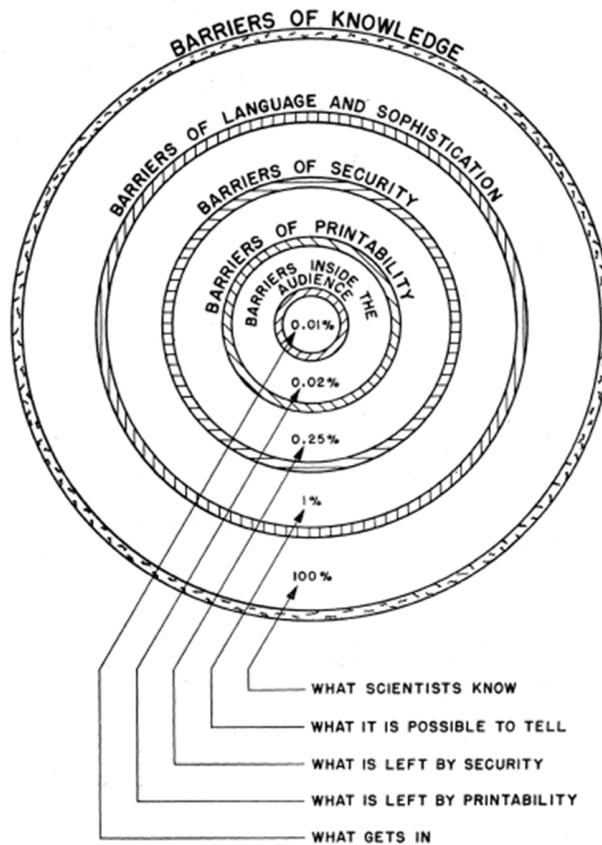 BARRIERS OF KNOWLEDGE
BARRIERS OF LANGUAGE AND SOPHISTICATION
BARRIERS OF SECURITY
BARRIERS OF PRINTABILITY
BARRIERS INSIDE THE
AUDIENCE
0.01%
0.02%
0.25%
1%
100%
WHAT SCIENTISTS KNOW
WHAT IT IS POSSIBLE TO TELL
WHAT IS LEFT BY SECURITY
WHAT IS LEFT BY PRINTABILITY
WHAT GETS IN